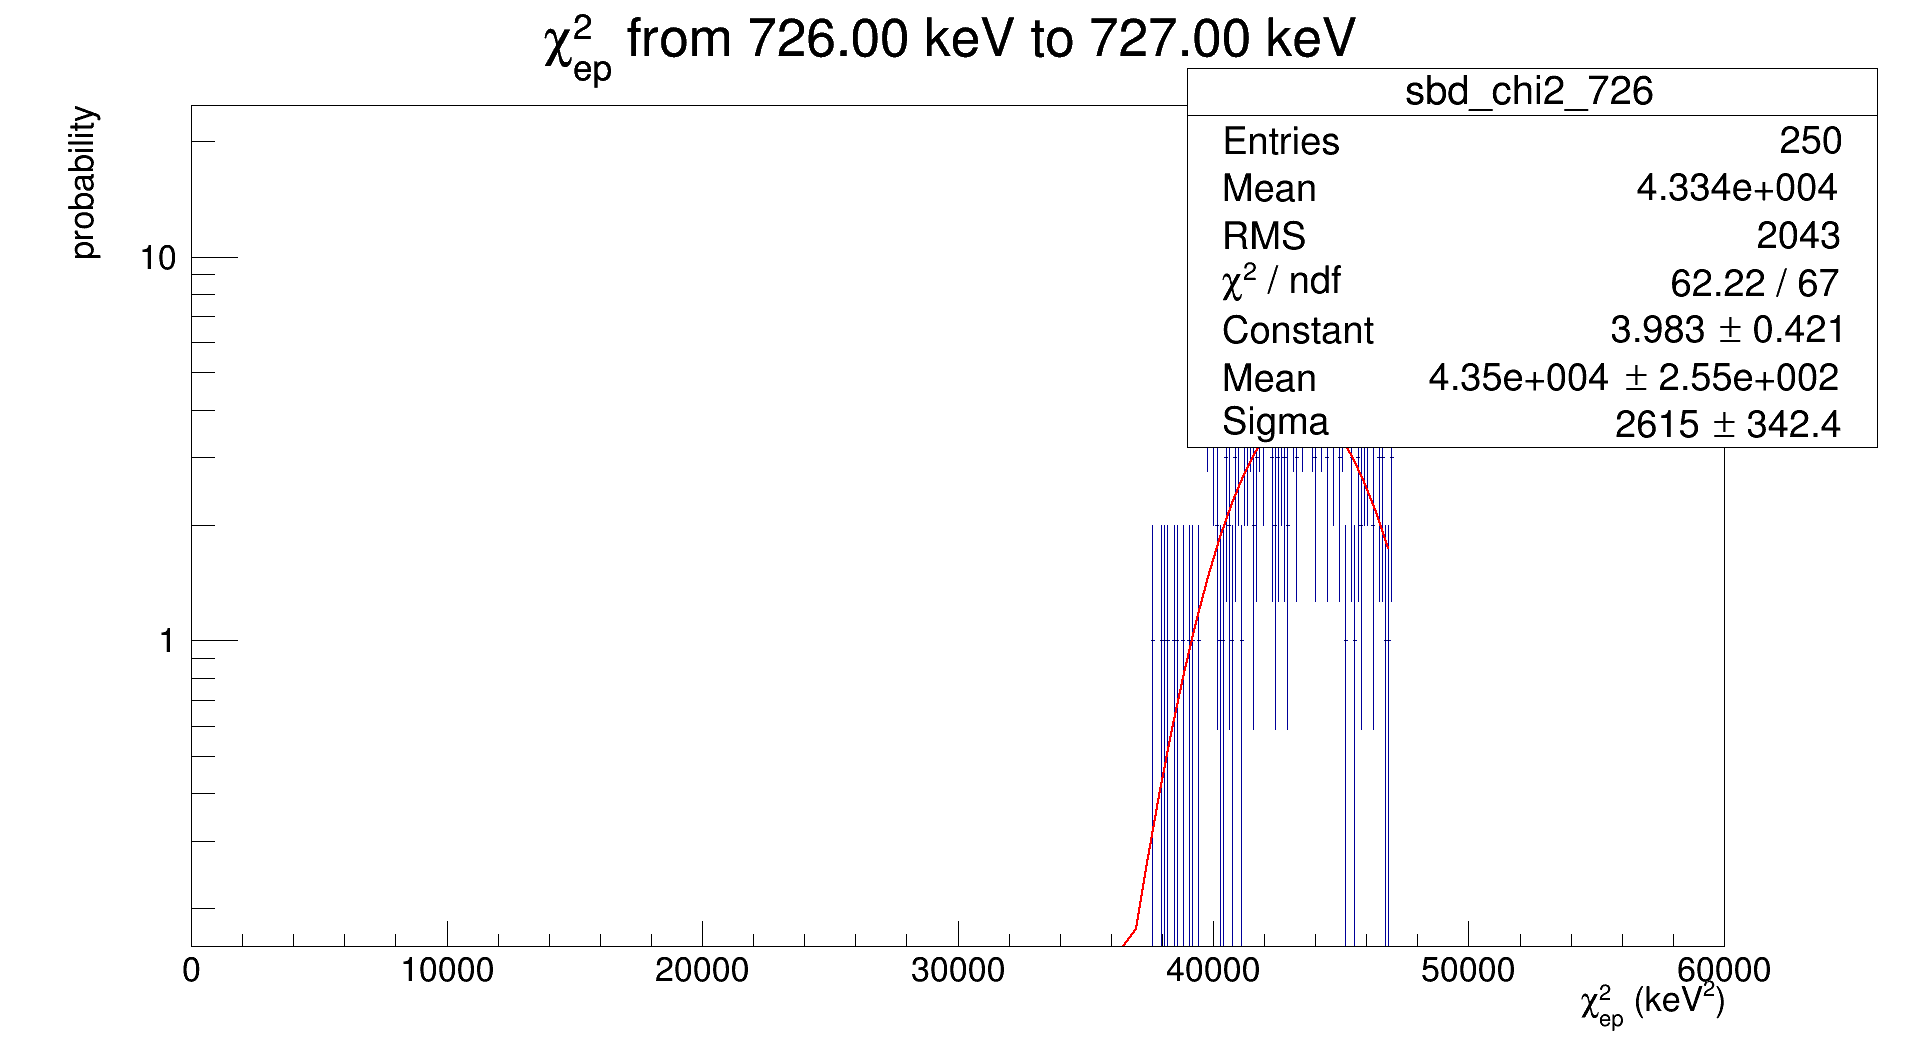 χ²ep from 726.00 keV to 727.00 keV
sbd_chi2_726
Entries 250
Mean 4.334e+004
RMS 2043
χ² / ndf 62.22 / 67
Constant 3.983 ± 0.421
Mean 4.35e+004 ± 2.55e+002
Sigma 2615 ± 342.4
probability
10
1
0 10000 20000 30000 40000 50000 60000
χ²ep (keV²)